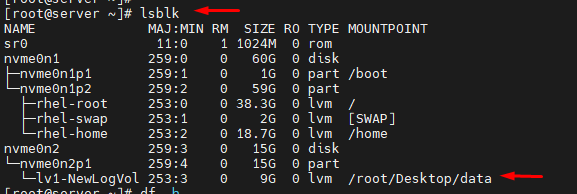 [root@server ~]#
[root@server ~]# lsblk
NAME MAJ:MIN RM SIZE RO TYPE MOUNTPOINT
sr0 11:0 1 1024M 0 rom
nvme0n1 259:0 0 60G 0 disk
├─nvme0n1p1 259:1 0 1G 0 part /boot
└─nvme0n1p2 259:2 0 59G 0 part
├─rhel-root 253:0 0 38.3G 0 lvm /
├─rhel-swap 253:1 0 2G 0 lvm [SWAP]
└─rhel-home 253:2 0 18.7G 0 lvm /home
nvme0n2 259:3 0 15G 0 disk
└─nvme0n2p1 259:4 0 15G 0 part
└─lv1-NewLogVol 253:3 0 9G 0 lvm /root/Desktop/data
[root@server ~]# df -h